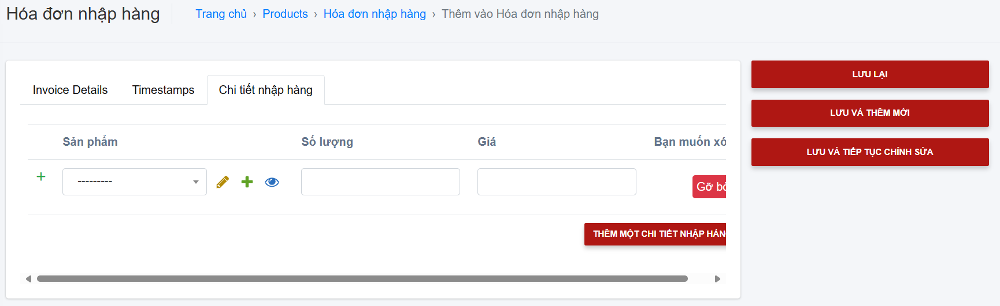 Hóa đơn nhập hàng
Trang chủ › Products › Hóa đơn nhập hàng › Thêm vào Hóa đơn nhập hàng
Invoice Details Timestamps Chi tiết nhập hàng
Sản phẩm Số lượng Giá Bạn muốn xó
--------- Gỡ bỏ
THÊM MỘT CHI TIẾT NHẬP HÀN
LƯU LẠI
LƯU VÀ THÊM MỚI
LƯU VÀ TIẾP TỤC CHỈNH SỬA